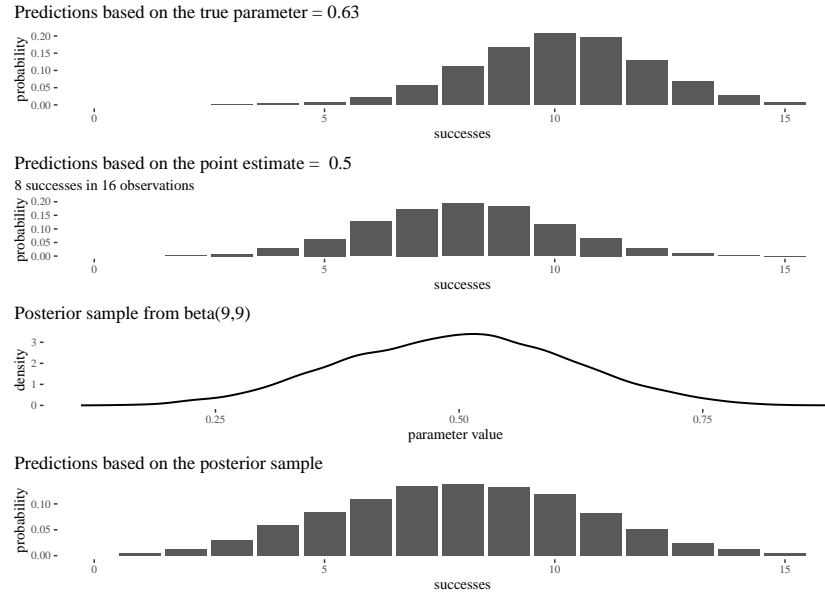 Predictions based on the true parameter = 0.63
probability
0.20
0.15
0.10
0.05
0.00
0 5 10 15
successes
Predictions based on the point estimate = 0.5
8 successes in 16 observations
probability
0.20
0.15
0.10
0.05
0.00
0 5 10 15
successes
Posterior sample from beta(9,9)
density
3
2
1
0
0.25 0.50 0.75
parameter value
Predictions based on the posterior sample
probability
0.10
0.05
0.00
0 5 10 15
successes